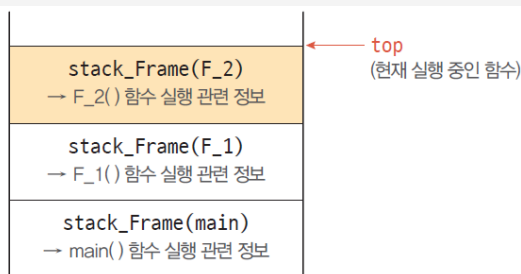 stack_Frame(F_2)
→ F_2( ) 함수 실행 관련 정보
top
(현재 실행 중인 함수)
stack_Frame(F_1)
→ F_1( ) 함수 실행 관련 정보
stack_Frame(main)
→ main( ) 함수 실행 관련 정보